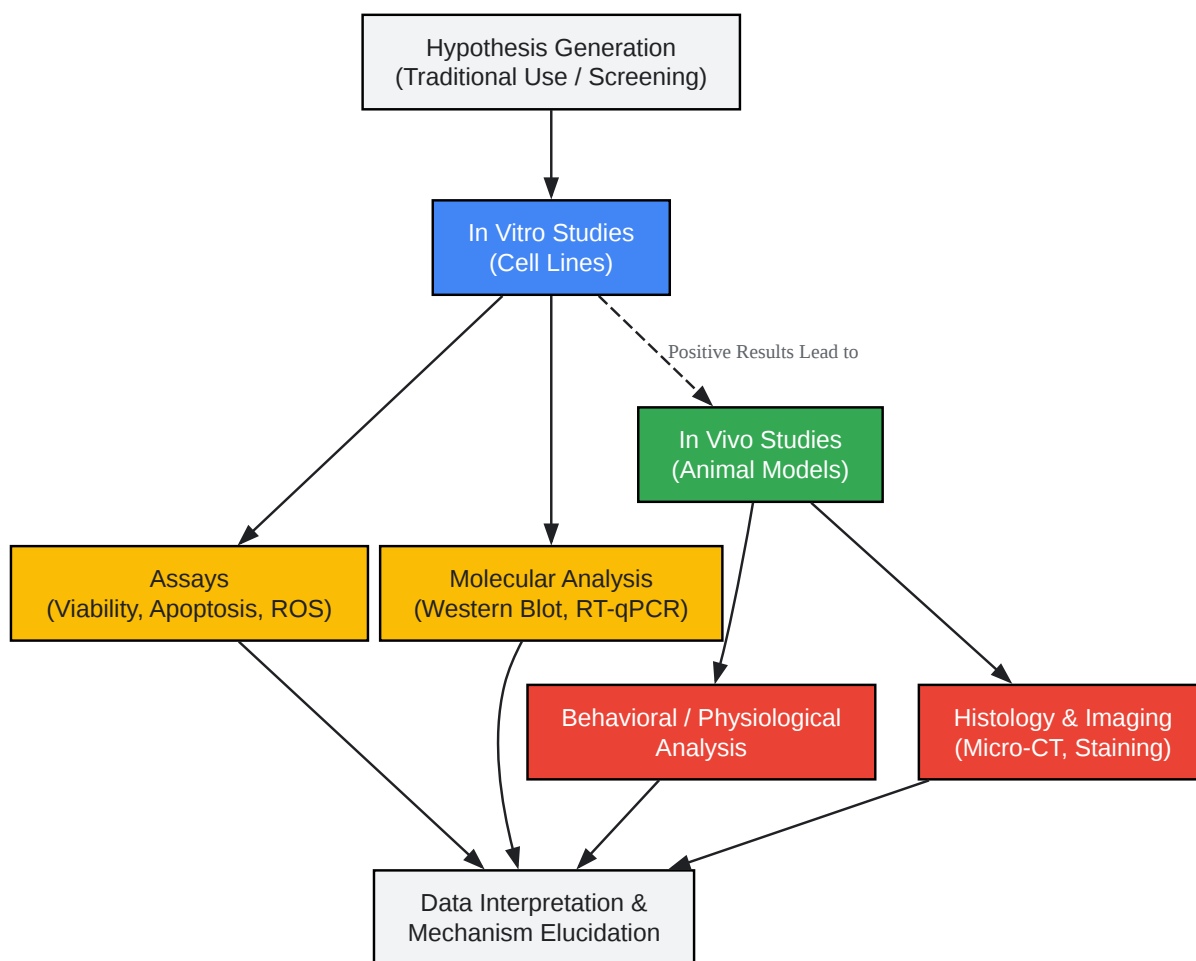 Hypothesis Generation
(Traditional Use / Screening)
In Vitro Studies
(Cell Lines)
Positive Results Lead to
In Vivo Studies
(Animal Models)
Assays
(Viability, Apoptosis, ROS)
Molecular Analysis
(Western Blot, RT-qPCR)
Behavioral / Physiological
Analysis
Histology & Imaging
(Micro-CT, Staining)
Data Interpretation &
Mechanism Elucidation